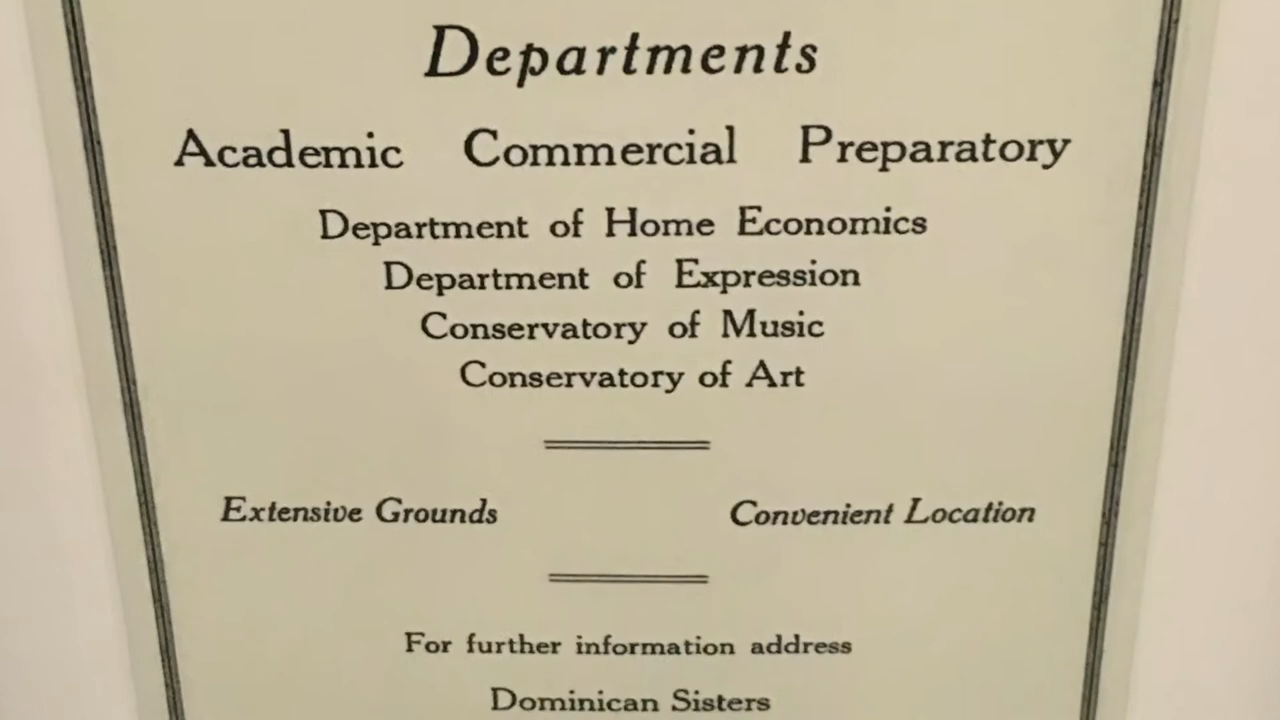 Departments
Academic Commercial Preparatory
Department of Home Economics
Department of Expression
Conservatory of Music
Conservatory of Art
Extensive Grounds Convenient Location
For further information address
Dominican Sisters